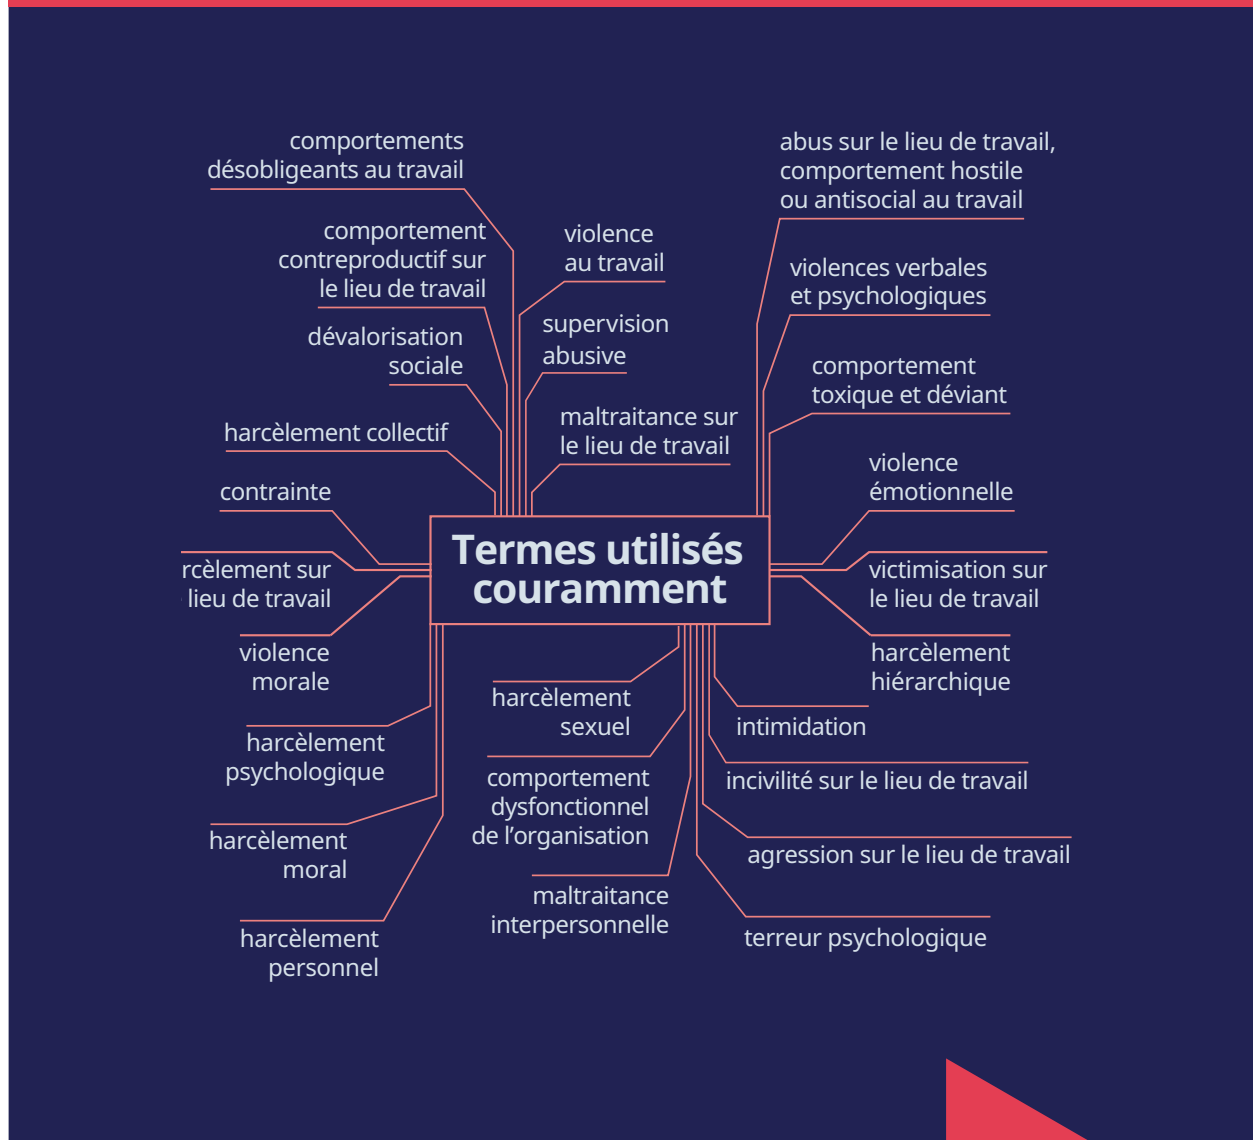 comportements
désobligeants au travail
comportement
contreproductif sur
le lieu de travail
dévalorisation
sociale
harcèlement collectif
contrainte
rcèlement sur
lieu de travail
violence
morale
harcèlement
psychologique
harcèlement
moral
harcèlement
personnel
violence
au travail
supervision
abusive
maltraitance sur
le lieu de travail
Termes utilisés
couramment
harcèlement
sexuel
comportement
dysfonctionnel
de l’organisation
maltraitance
interpersonnelle
abus sur le lieu de travail,
comportement hostile
ou antisocial au travail
violences verbales
et psychologiques
comportement
toxique et déviant
violence
émotionnelle
victimisation sur
le lieu de travail
harcèlement
hiérarchique
intimidation
incivilité sur le lieu de travail
agression sur le lieu de travail
terreur psychologique